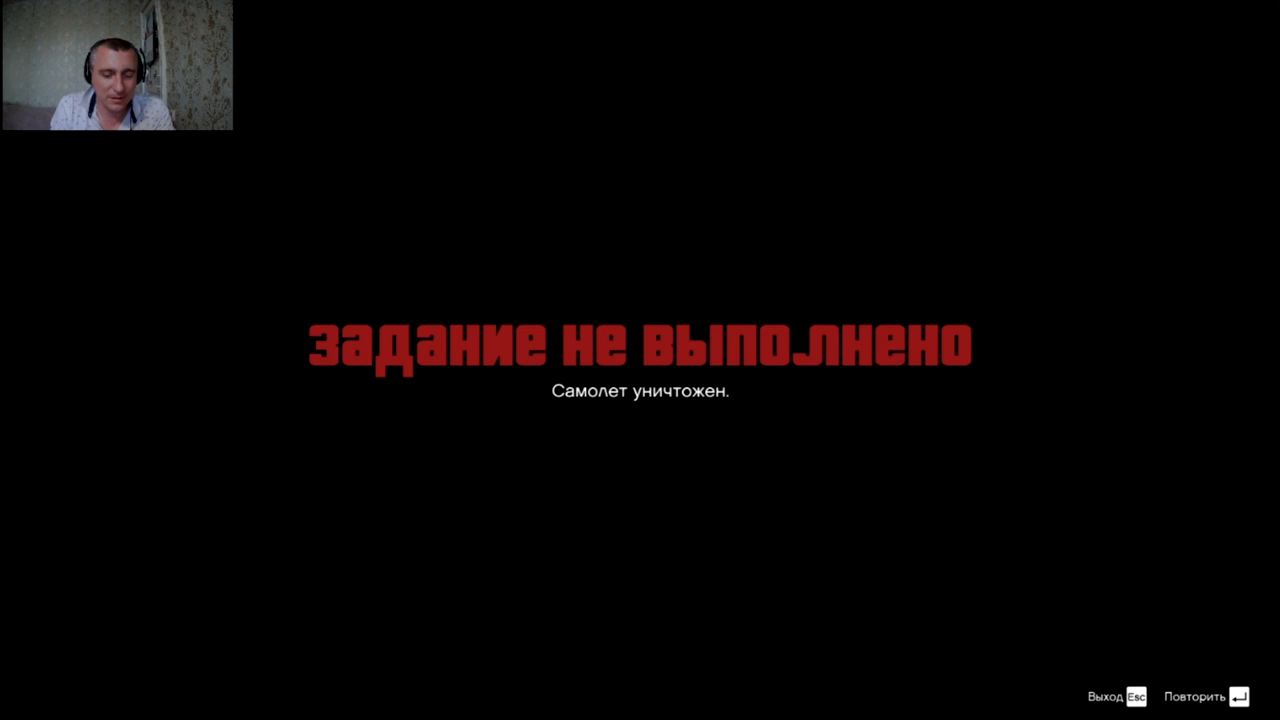 задание не выполнено
Самолет уничтожен.
Выход Esc Повторить